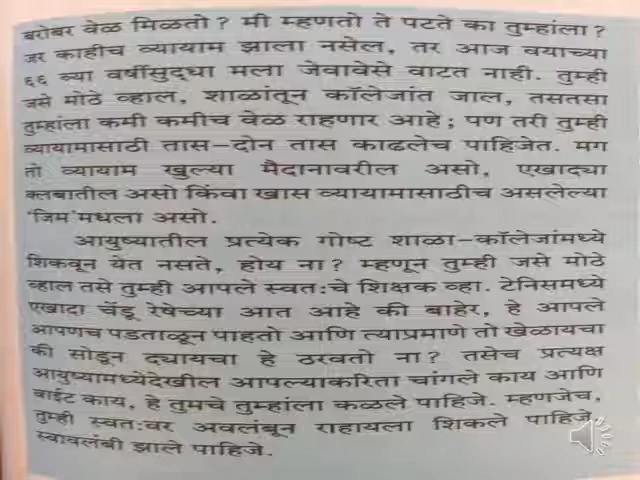 बरोबर वेळ मिळतो? मी म्हणतो ते पटते का तुम्हांला?
जर काहीच व्यायाम झाला नसेल, तर आज वयाच्या
६६ व्या वर्षीसुद्धा मला जेवावेसे वाटत नाही. तुम्ही
जसे मोठे व्हाल, शाळांतून कॉलेजांत जाल, तसतसा
तुम्हांला कमी कमीच वेळ राहणार आहे; पण तरी तुम्ही
व्यायामासाठी तास-दोन तास काढलेच पाहिजेत. मग
तो व्यायाम खुल्या मैदानावरील असो, एखाद्या
क्लबातील असो किंवा खास व्यायामासाठीच असलेल्या
'जिम'मधला असो.
आयुष्यातील प्रत्येक गोष्ट शाळा-कॉलेजांमध्ये
शिकवून येत नसते, होय ना? म्हणून तुम्ही जसे मोठे
व्हाल तसे तुम्ही आपले स्वतःचे शिक्षक व्हा. टेनिसमध्ये
एखादा चेंडू रेषेच्या आत आहे की बाहेर, हे आपले
आपणच पडताळून पाहतो आणि त्याप्रमाणे तो खेळायचा
की सोडून द्यायचा हे ठरवतो ना? तसेच प्रत्यक्ष
आयुष्यामध्येदेखील आपल्याकरिता चांगले काय आणि
वाईट काय, हे तुमचे तुम्हांला कळले पाहिजे. म्हणजेच,
तुम्ही स्वतःवर अवलंबून राहायला शिकले पाहिजे,
स्वावलंबी झाले पाहिजे.